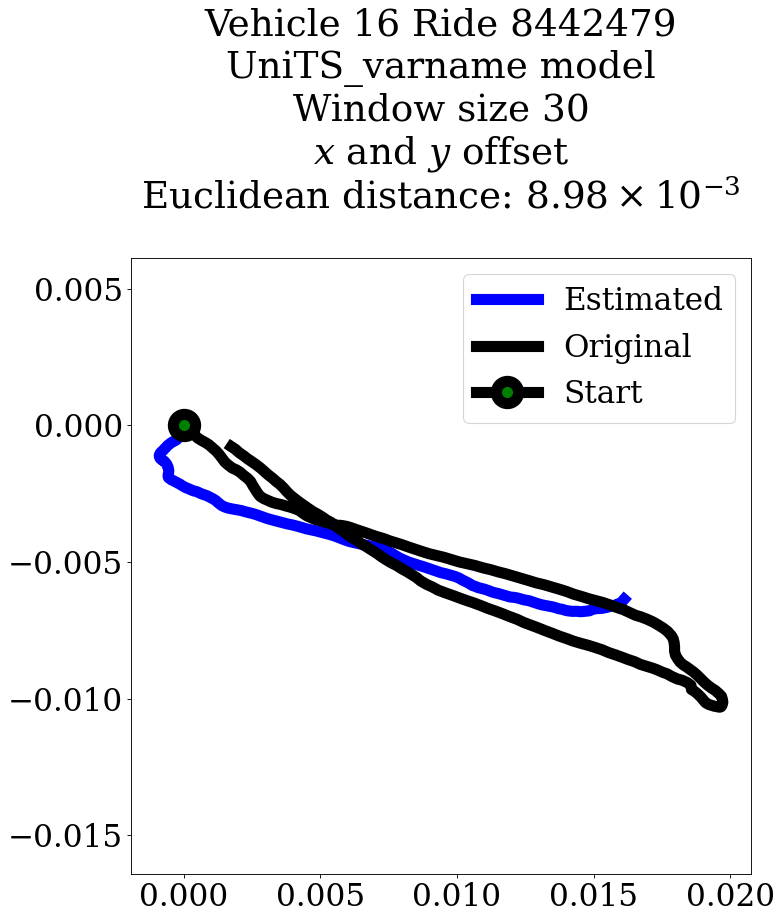 Vehicle 16 Ride 8442479
UniTS_varname model
Window size 30
x and y offset
Euclidean distance: 8.98 × 10⁻³
Estimated
Original
Start
0.005
0.000
−0.005
−0.010
−0.015
0.000 0.005 0.010 0.015 0.020